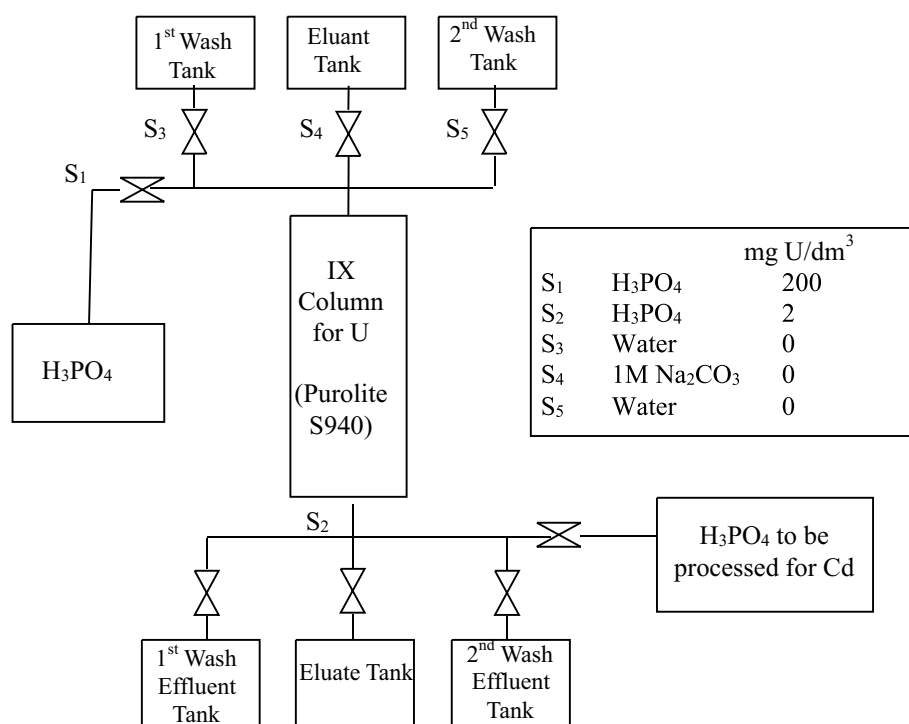 1st Wash
Tank
Eluant
Tank
2nd Wash
Tank
S3
S4
S5
S1
IX
Column
for U
(Purolite
S940)
H3PO4
mg U/dm3
S1 H3PO4 200
S2 H3PO4 2
S3 Water 0
S4 1M Na2CO3 0
S5 Water 0
S2
H3PO4 to be
processed for Cd
1st Wash
Effluent
Tank
Eluate Tank
2nd Wash
Effluent
Tank